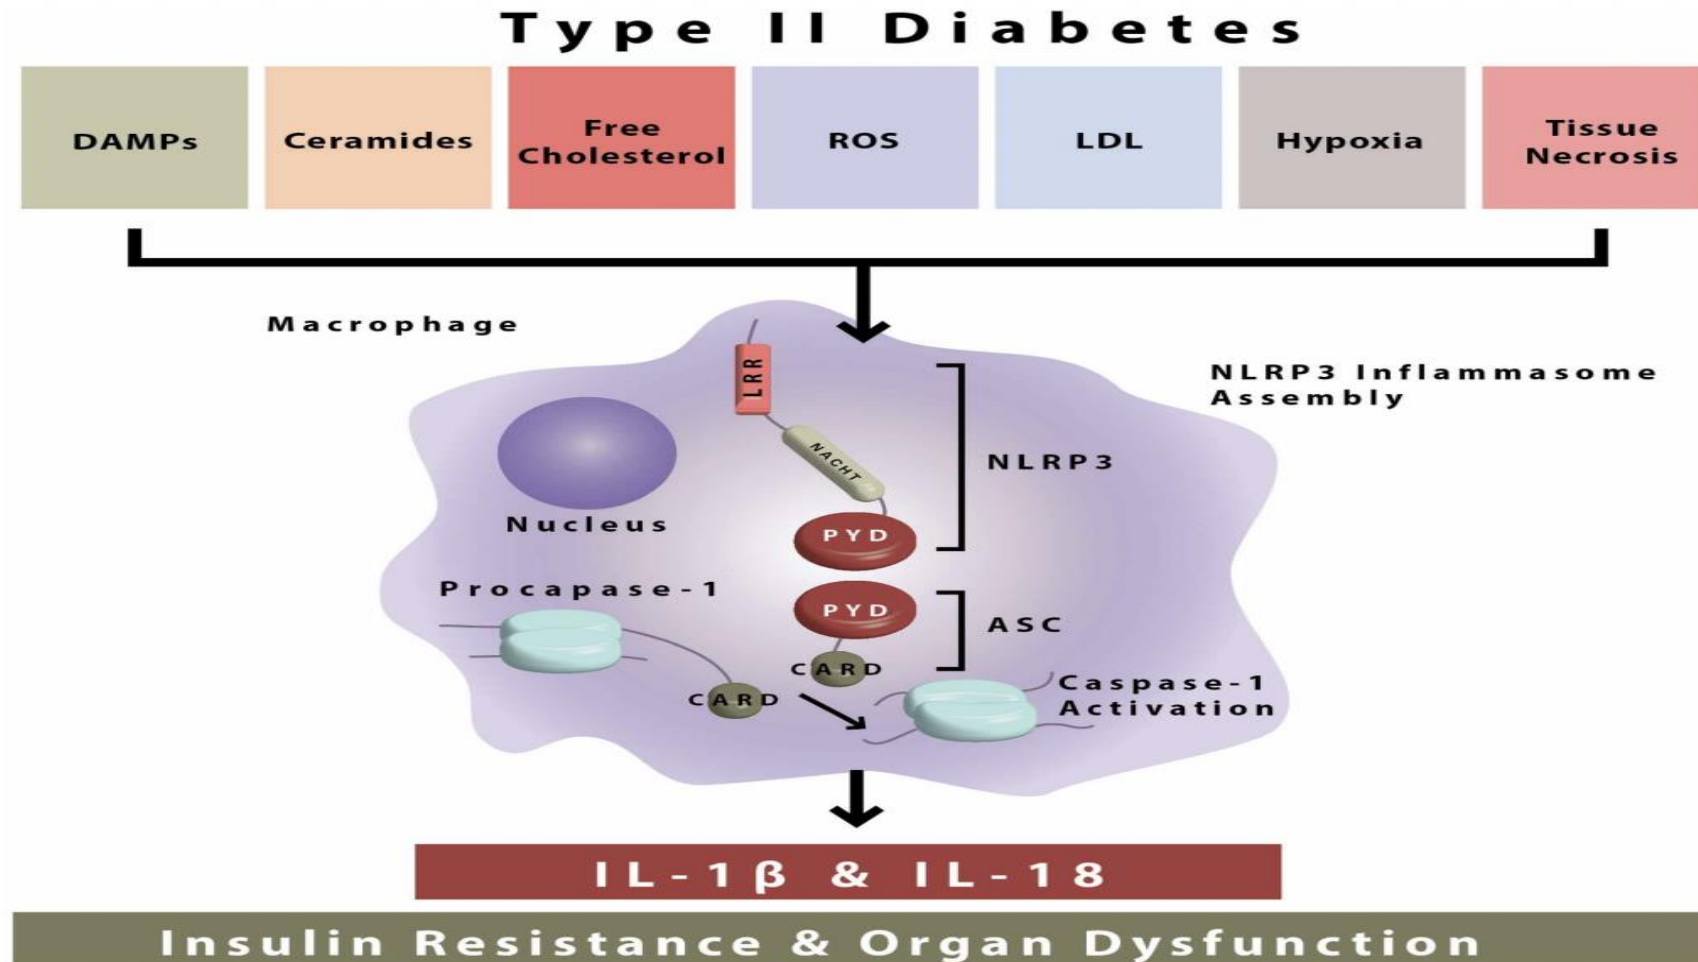 Type II Diabetes
DAMPs
Ceramides
Free
Cholesterol
ROS
LDL
Hypoxia
Tissue
Necrosis
Macrophage
NLRP3 Inflammasome
Assembly
LRR
NACHT
NLRP3
PYD
Nucleus
Procapase-1
PYD
ASC
CARD
CARD
Caspase-1
Activation
IL-1β & IL-18
Insulin Resistance & Organ Dysfunction